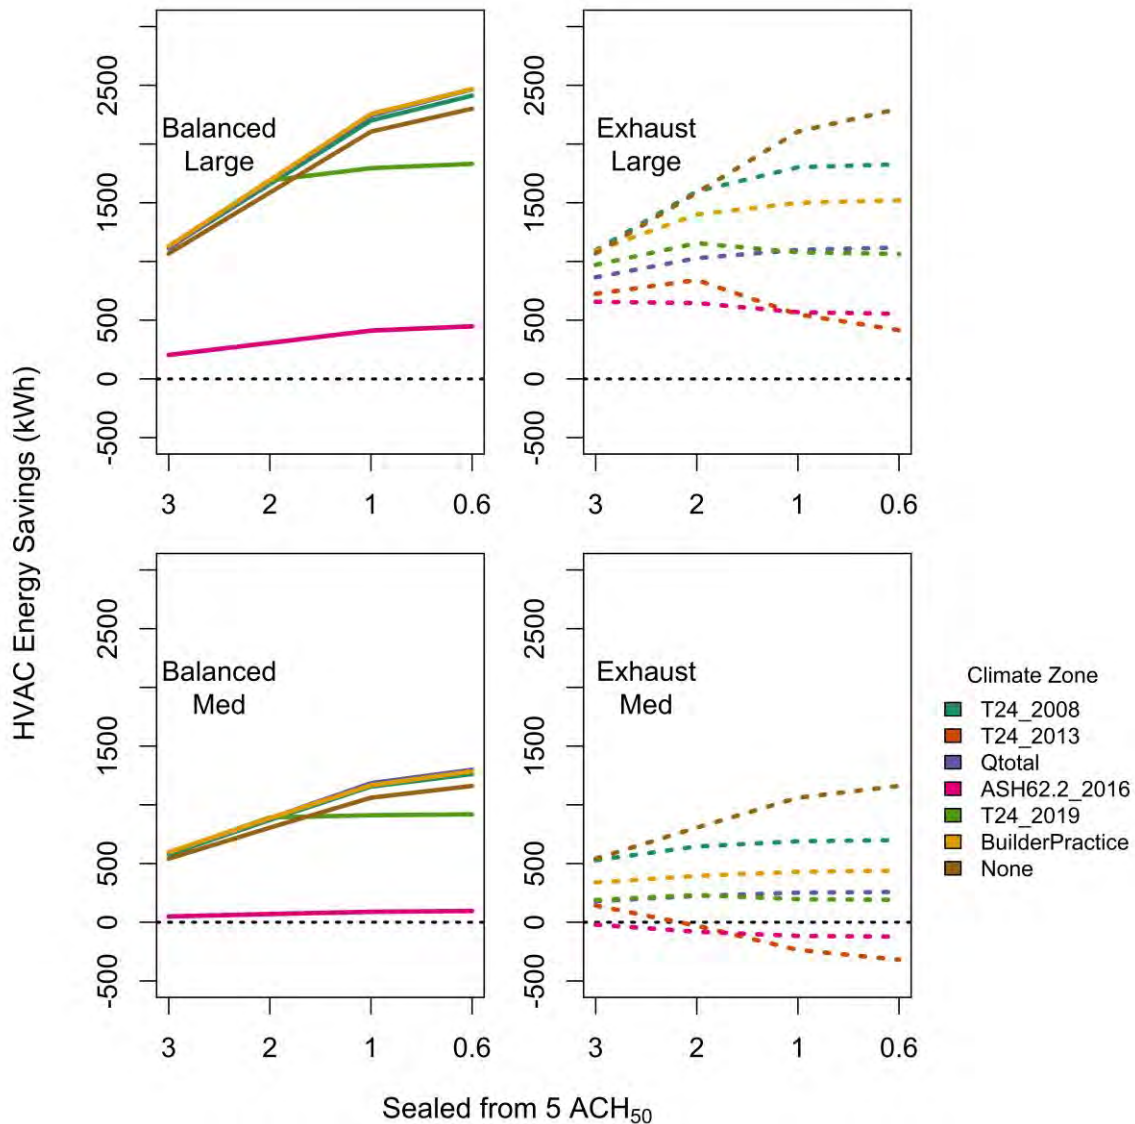 HVAC Energy Savings (kWh)
2500
1500
500
0
-500
Balanced
Large
3 2 1 0.6
2500
1500
500
0
-500
Exhaust
Large
3 2 1 0.6
2500
1500
500
0
-500
Balanced
Med
3 2 1 0.6
2500
1500
500
0
-500
Exhaust
Med
3 2 1 0.6
Climate Zone
T24_2008
T24_2013
Qtotal
ASH62.2_2016
T24_2019
BuilderPractice
None
Sealed from 5 ACH₅₀